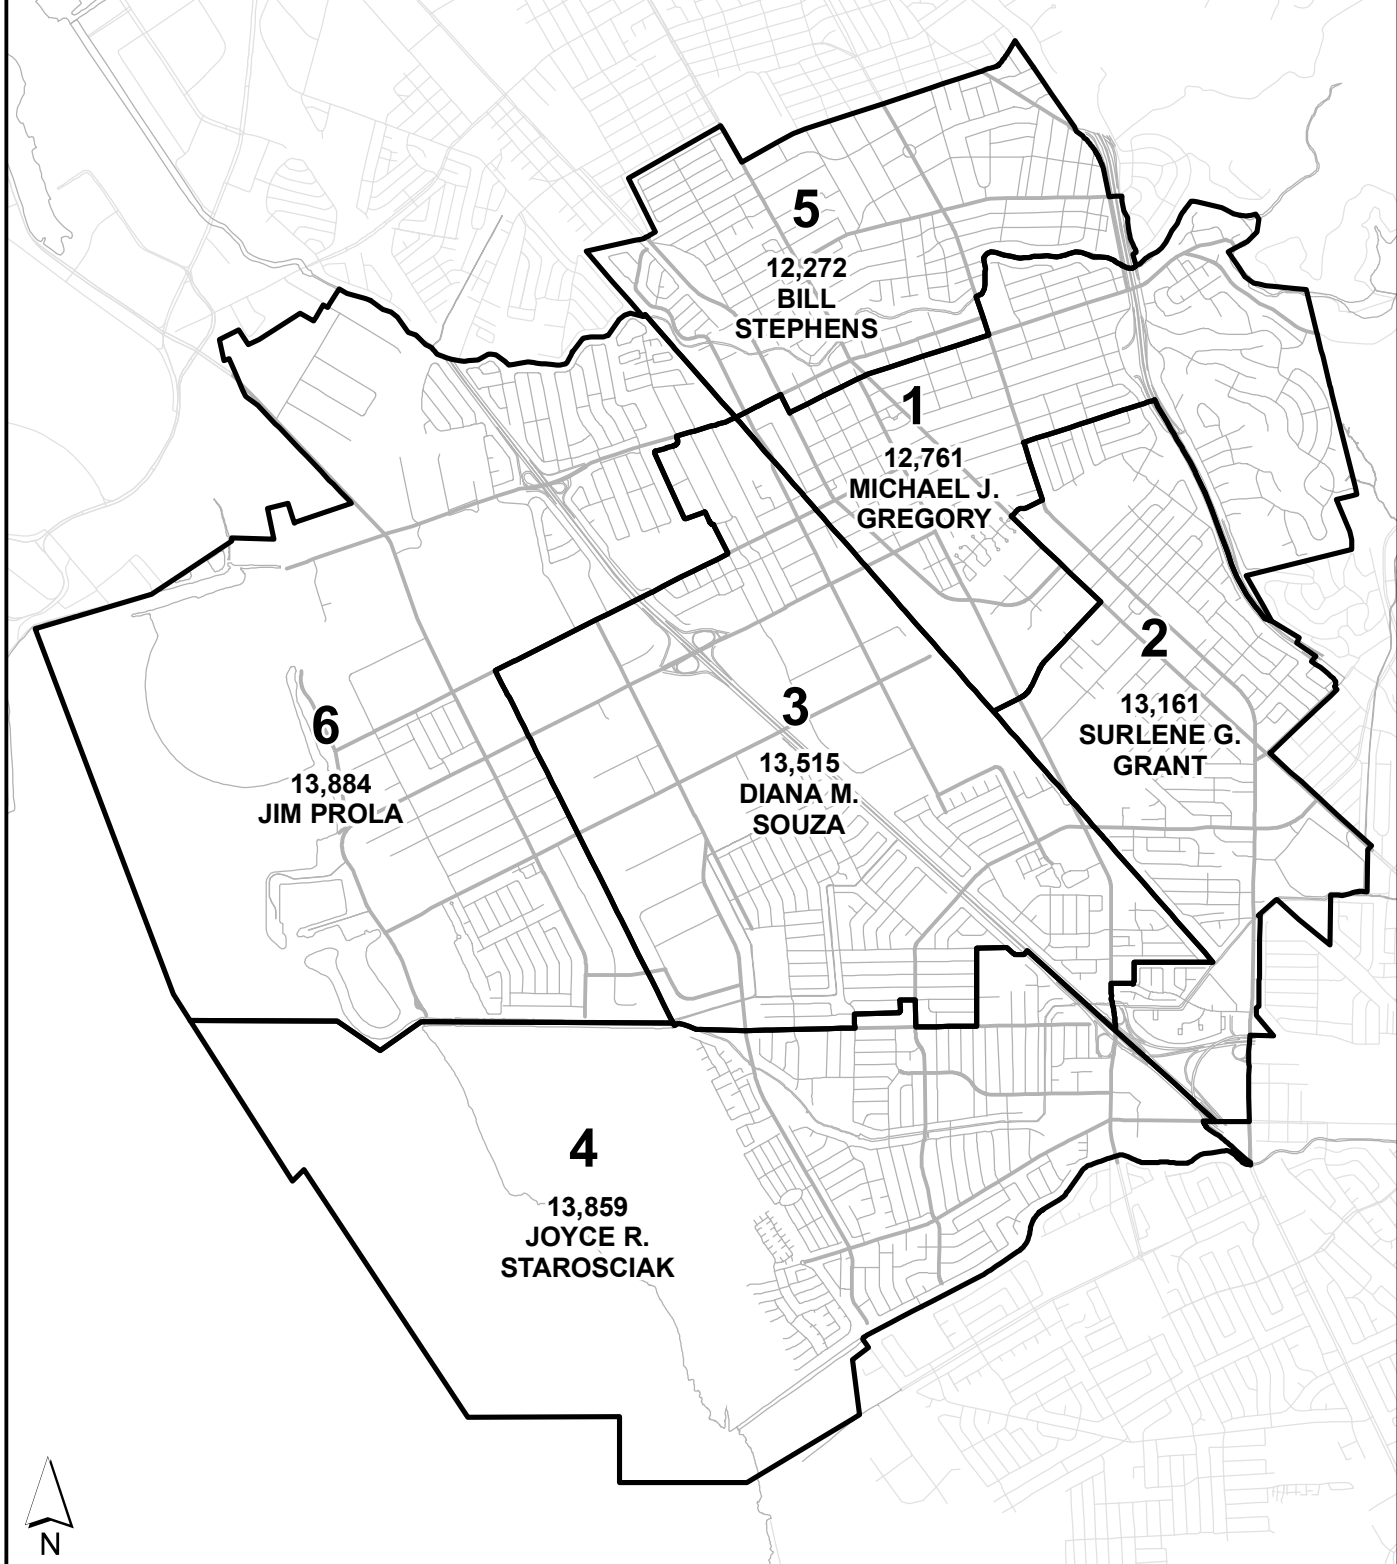 5
12,272
BILL
STEPHENS
1
12,761
MICHAEL J.
GREGORY
2
13,161
SURLENE G.
GRANT
3
13,515
DIANA M.
SOUZA
6
13,884
JIM PROLA
4
13,859
JOYCE R.
STAROSCIAK
N